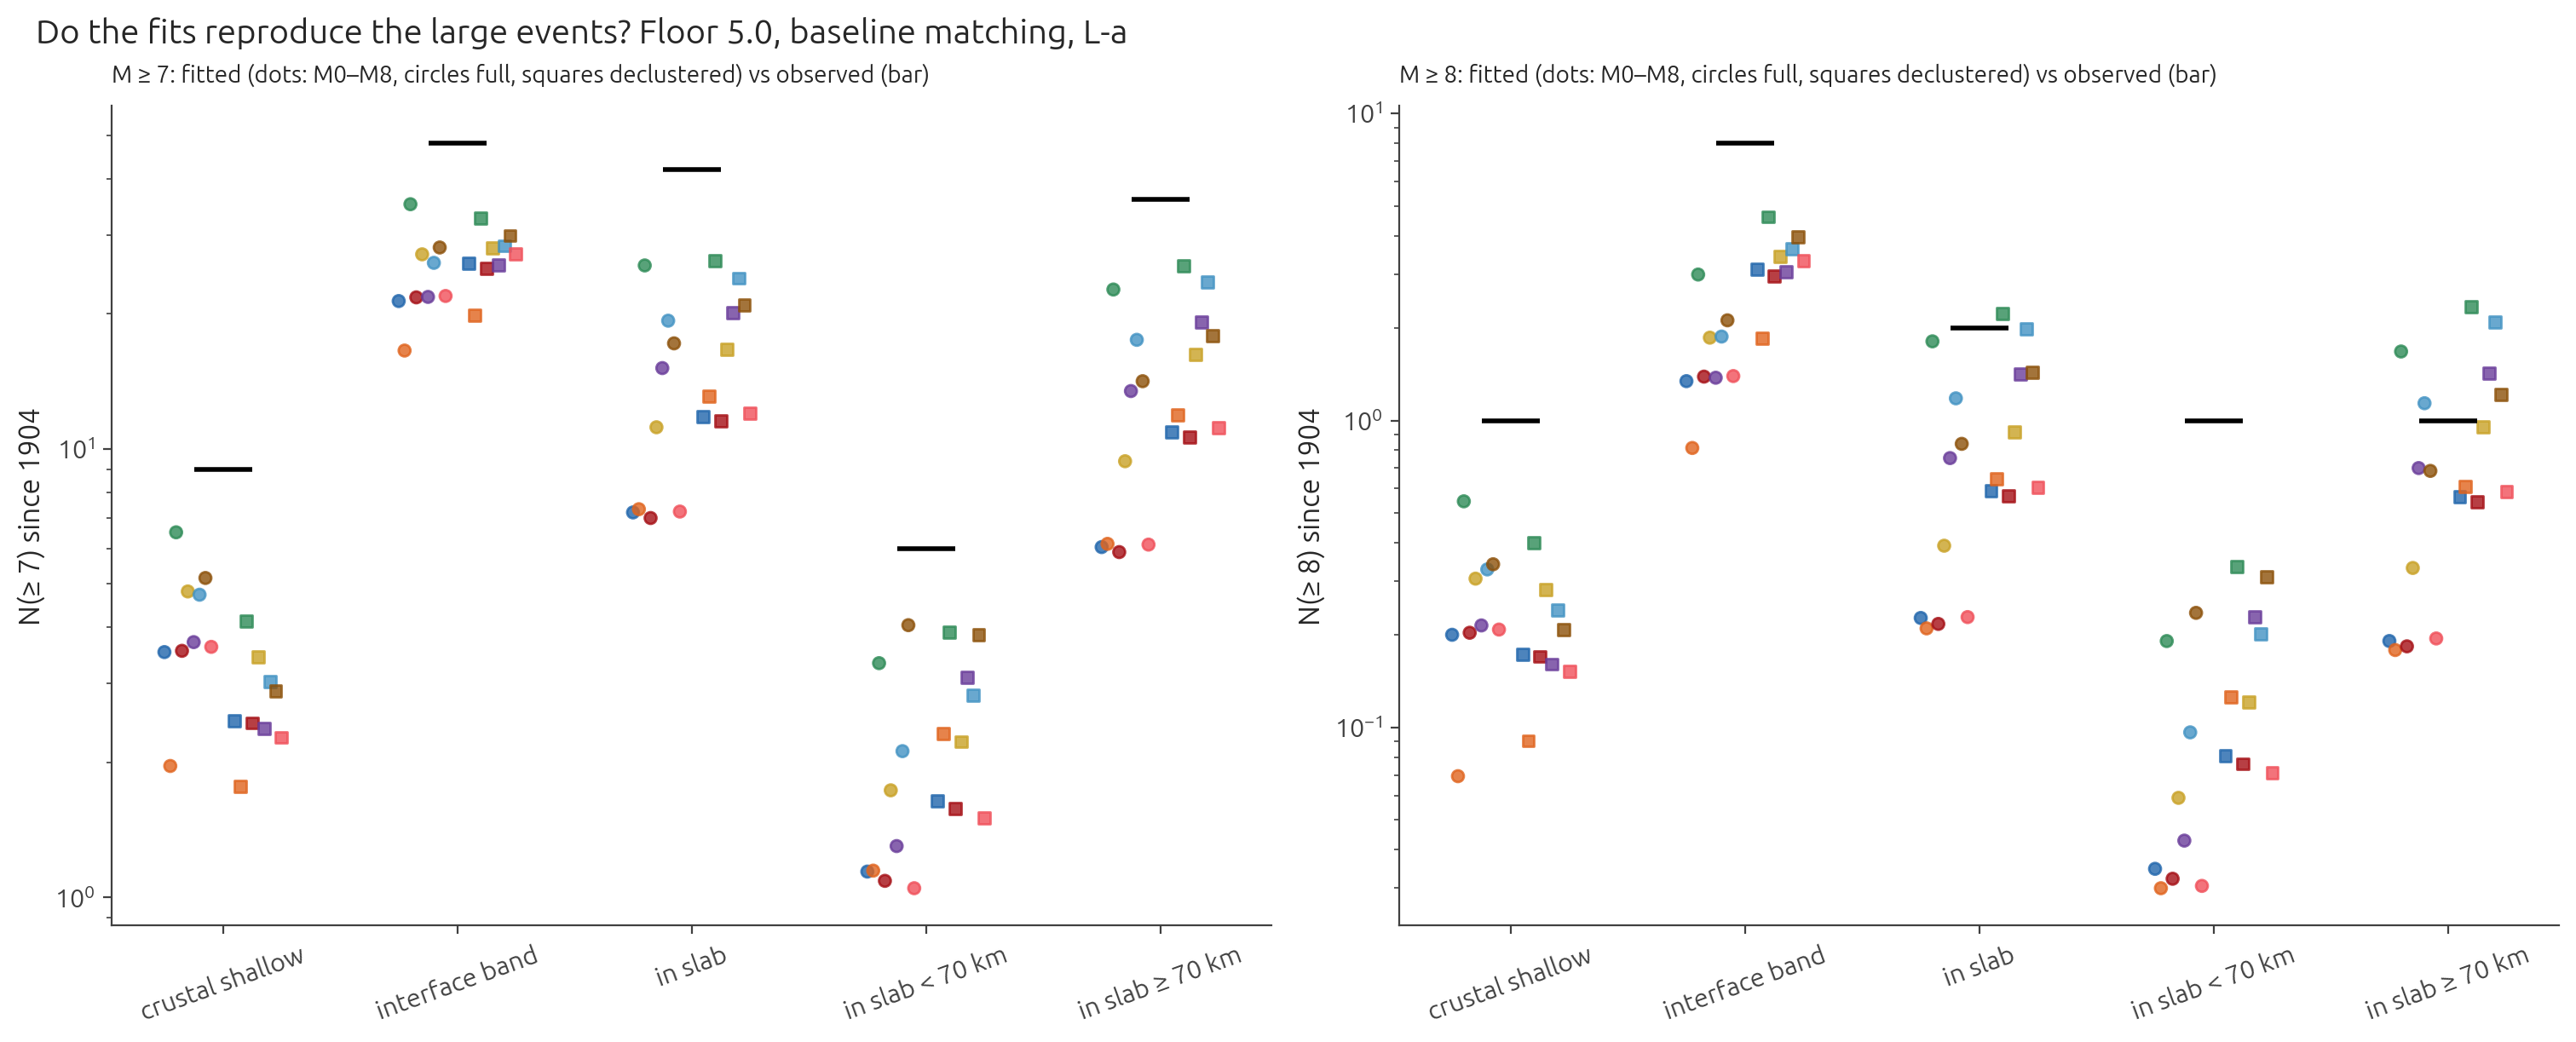 Do the fits reproduce the large events? Floor 5.0, baseline matching, L-a
M ≥ 7: fitted (dots: M0–M8, circles full, squares declustered) vs observed (bar)
N(≥ 7) since 1904
10¹
10⁰
crustal shallow
interface band
in slab
in slab < 70 km
in slab ≥ 70 km
M ≥ 8: fitted (dots: M0–M8, circles full, squares declustered) vs observed (bar)
N(≥ 8) since 1904
10¹
10⁰
10⁻¹
crustal shallow
interface band
in slab
in slab < 70 km
in slab ≥ 70 km